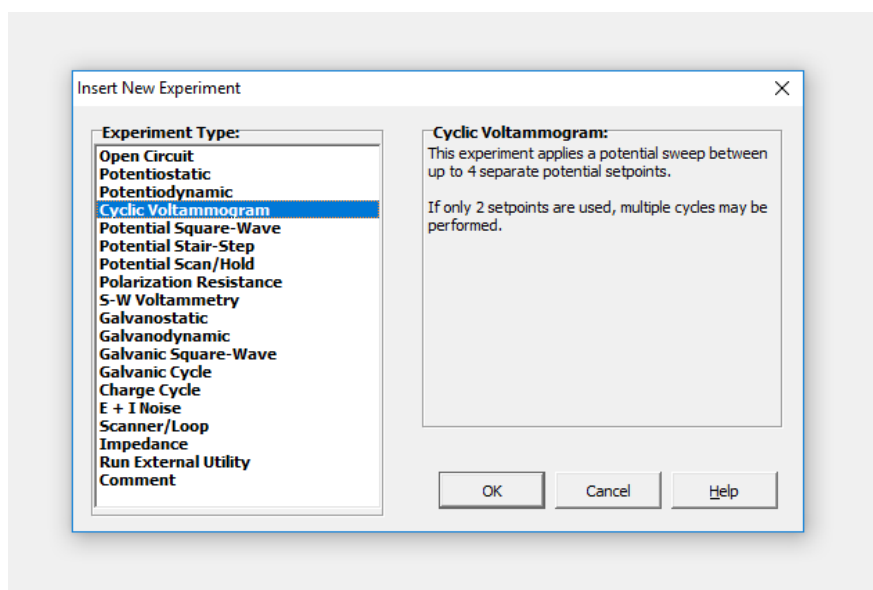 Insert New Experiment
Experiment Type:
Open Circuit
Potentiostatic
Potentiodynamic
Cyclic Voltammogram
Potential Square-Wave
Potential Stair-Step
Potential Scan/Hold
Polarization Resistance
S-W Voltammetry
Galvanostatic
Galvanodynamic
Galvanic Square-Wave
Galvanic Cycle
Charge Cycle
E + I Noise
Scanner/Loop
Impedance
Run External Utility
Comment
Cyclic Voltammogram:
This experiment applies a potential sweep between
up to 4 separate potential setpoints.
If only 2 setpoints are used, multiple cycles may be
performed.
OK
Cancel
Help